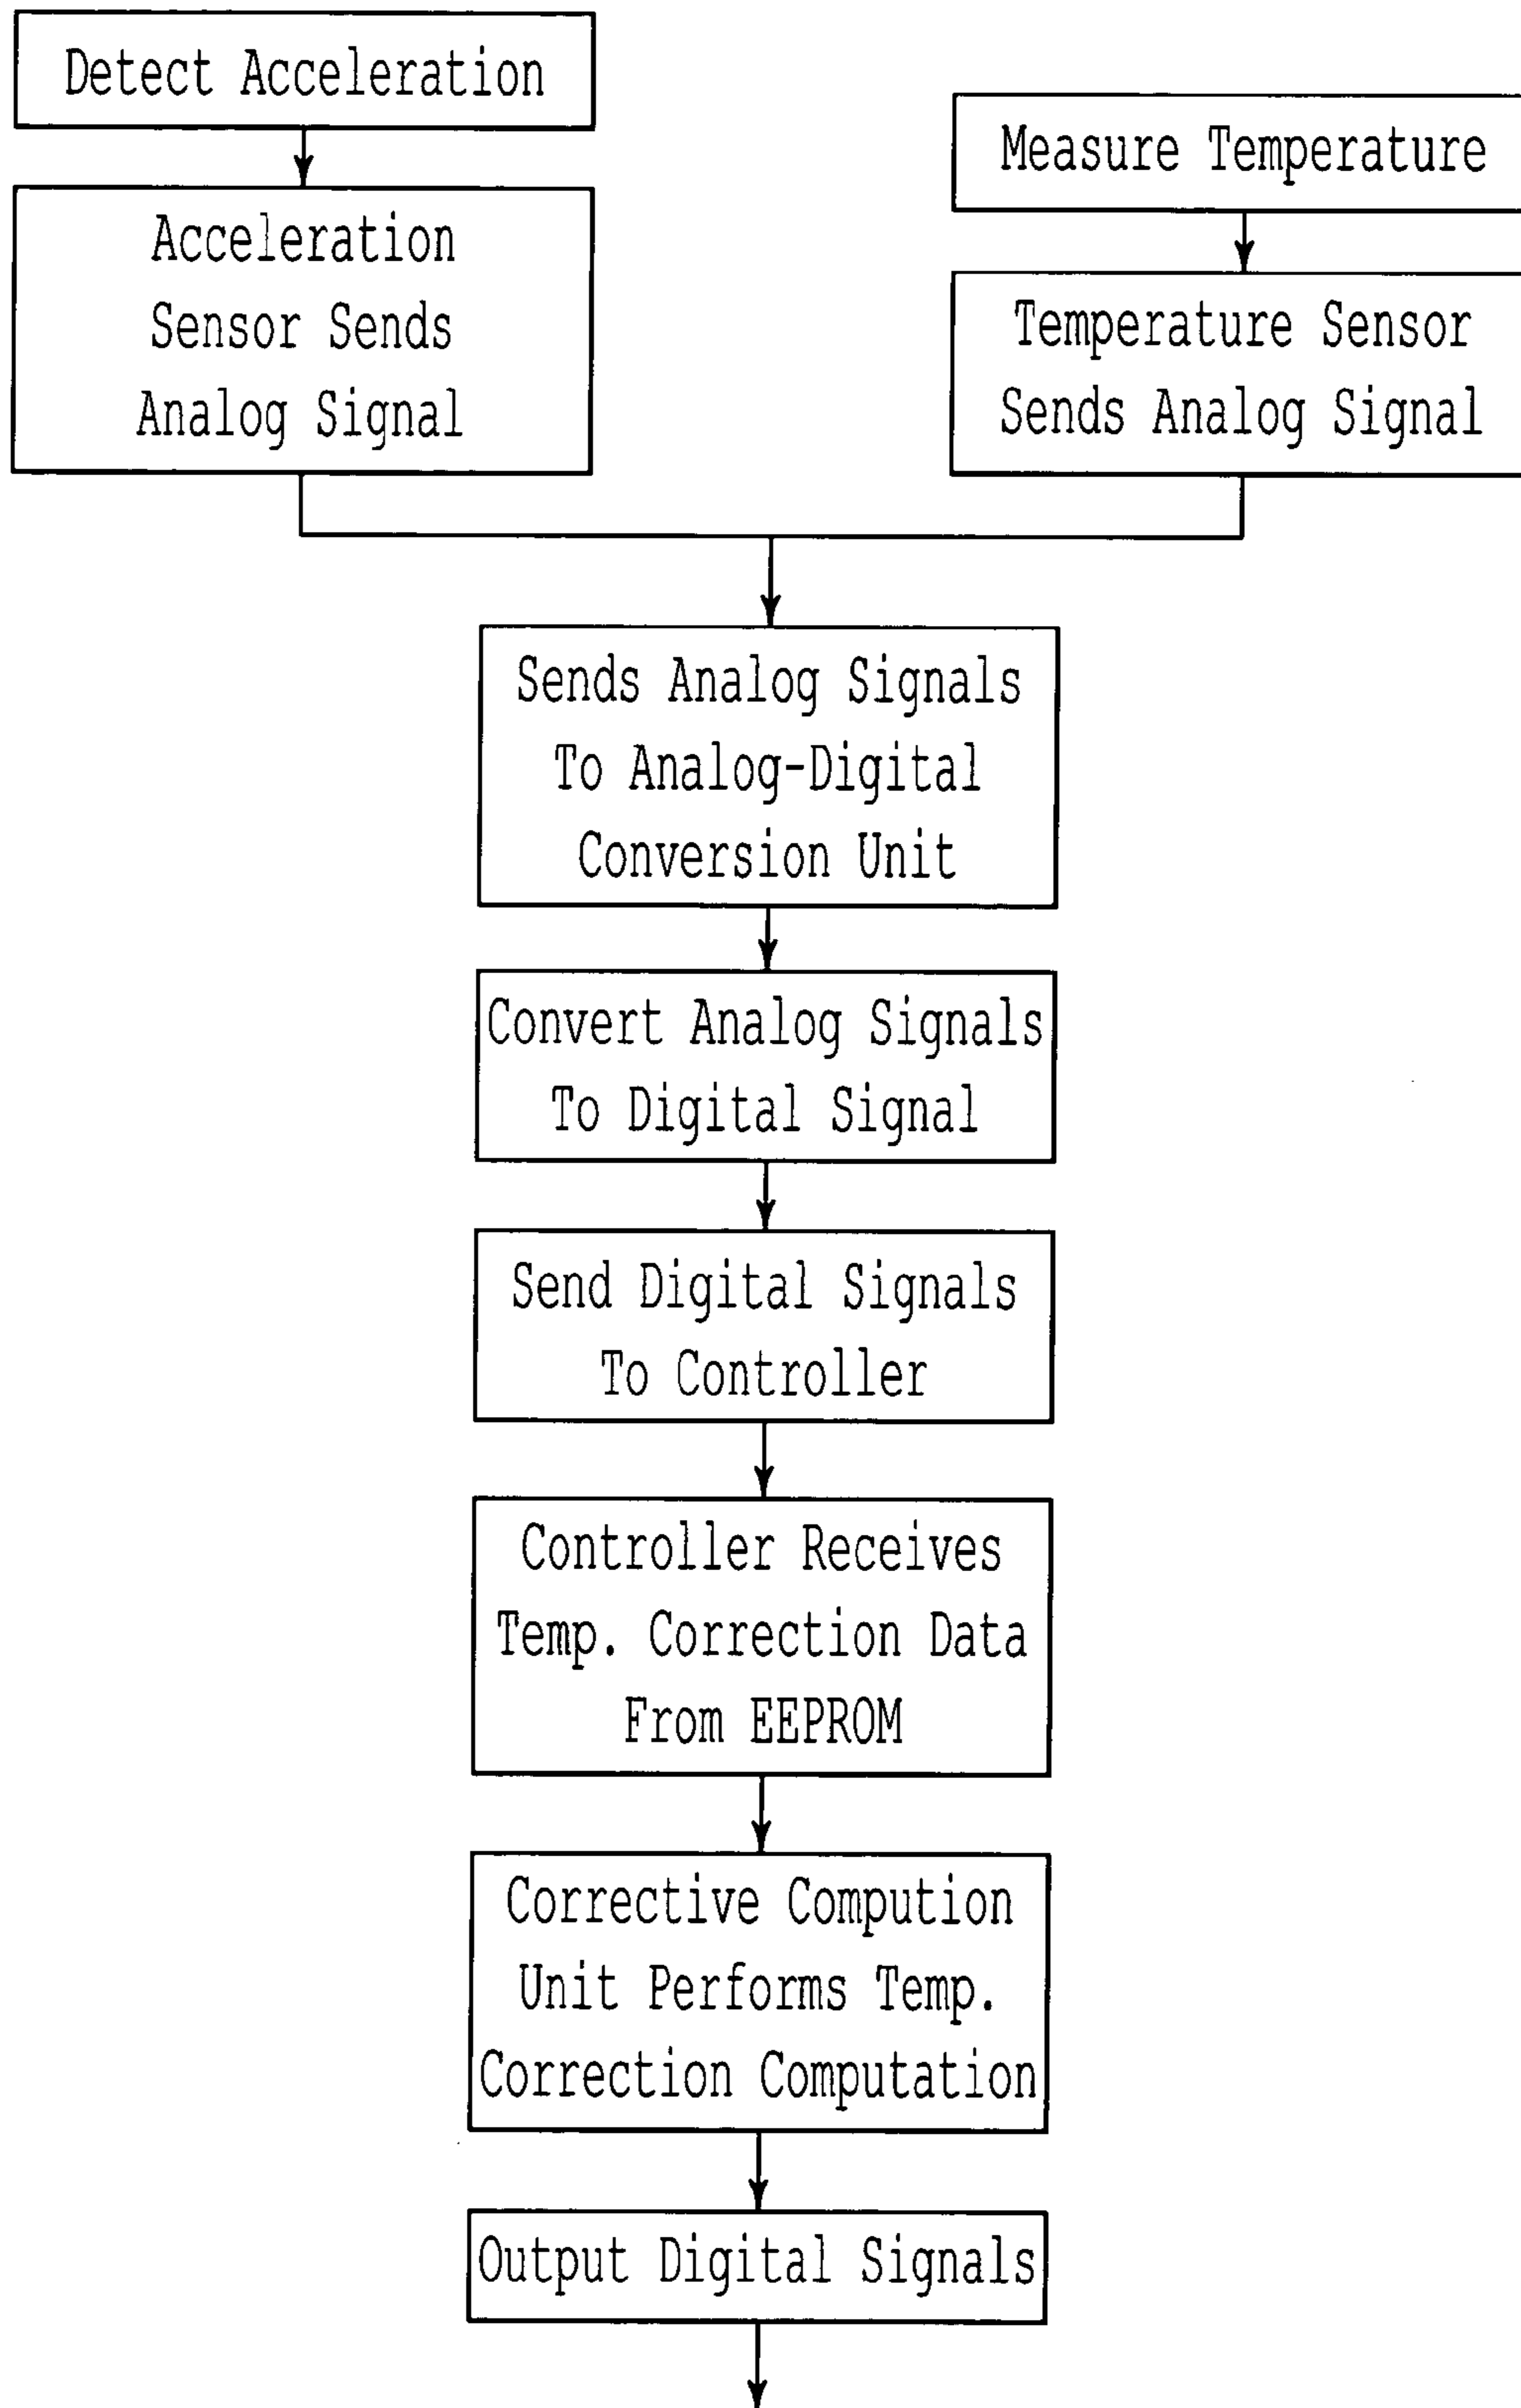 Detect Acceleration
Acceleration
Sensor Sends
Analog Signal
Measure Temperature
Temperature Sensor
Sends Analog Signal
Sends Analog Signals
To Analog-Digital
Conversion Unit
Convert Analog Signals
To Digital Signal
Send Digital Signals
To Controller
Controller Receives
Temp. Correction Data
From EEPROM
Corrective Compution
Unit Performs Temp.
Correction Computation
Output Digital Signals